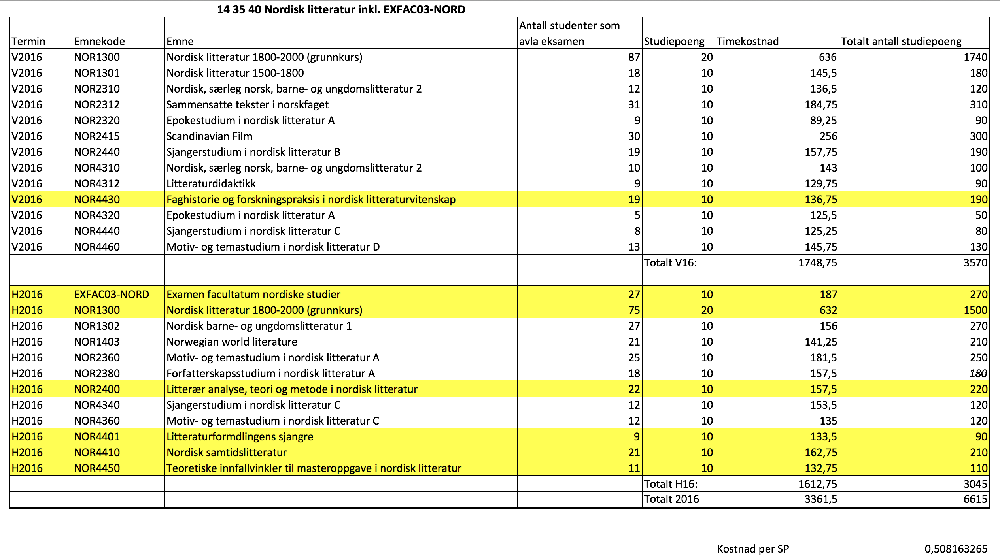 14 35 40 Nordisk litteratur inkl. EXFAC03-NORD
Antall studenter som
Termin Emnekode Emne avla eksamen Studiepoeng Timekostnad Totalt antall studiepoeng
V2016 NOR1300 Nordisk litteratur 1800-2000 (grunnkurs) 87 20 636 1740
V2016 NOR1301 Nordisk litteratur 1500-1800 18 10 145,5 180
V2016 NOR2310 Nordisk, særleg norsk, barne- og ungdomslitteratur 2 12 10 136,5 120
V2016 NOR2312 Sammensatte tekster i norskfaget 31 10 184,75 310
V2016 NOR2320 Epokestudium i nordisk litteratur A 9 10 89,25 90
V2016 NOR2415 Scandinavian Film 30 10 256 300
V2016 NOR2440 Sjangerstudium i nordisk litteratur B 19 10 157,75 190
V2016 NOR4310 Nordisk, særleg norsk, barne- og ungdomslitteratur 2 10 10 143 100
V2016 NOR4312 Litteraturdidaktikk 9 10 129,75 90
V2016 NOR4430 Faghistorie og forskningspraksis i nordisk litteraturvitenskap 19 10 136,75 190
V2016 NOR4320 Epokestudium i nordisk litteratur A 5 10 125,5 50
V2016 NOR4440 Sjangerstudium i nordisk litteratur C 8 10 125,25 80
V2016 NOR4460 Motiv- og temastudium i nordisk litteratur D 13 10 145,75 130
Totalt V16: 1748,75 3570
H2016 EXFAC03-NORD Examen facultatum nordiske studier 27 10 187 270
H2016 NOR1300 Nordisk litteratur 1800-2000 (grunnkurs) 75 20 632 1500
H2016 NOR1302 Nordisk barne- og ungdomslitteratur 1 27 10 156 270
H2016 NOR1403 Norwegian world literature 21 10 141,25 210
H2016 NOR2360 Motiv- og temastudium i nordisk litteratur A 25 10 181,5 250
H2016 NOR2380 Forfatterskapsstudium i nordisk litteratur A 18 10 157,5 180
H2016 NOR2400 Litterær analyse, teori og metode i nordisk litteratur 22 10 157,5 220
H2016 NOR4340 Sjangerstudium i nordisk litteratur C 12 10 153,5 120
H2016 NOR4360 Motiv- og temastudium i nordisk litteratur C 12 10 135 120
H2016 NOR4401 Litteraturformdlingens sjangre 9 10 133,5 90
H2016 NOR4410 Nordisk samtidslitteratur 21 10 162,75 210
H2016 NOR4450 Teoretiske innfallvinkler til masteroppgave i nordisk litteratur 11 10 132,75 110
Totalt H16: 1612,75 3045
Totalt 2016 3361,5 6615
Kostnad per SP 0,508163265